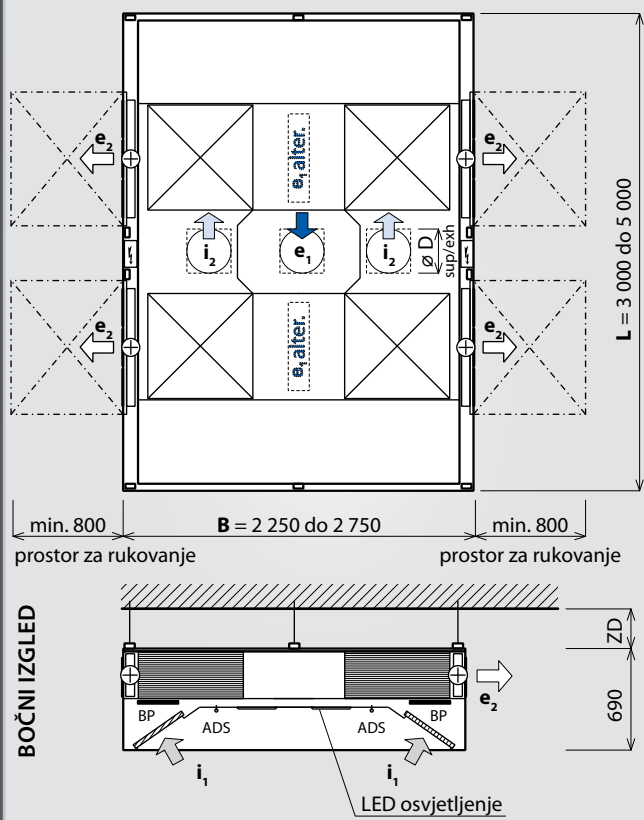 e₂
e₂
e₁ alter.
i₂
e₁
i₂
ø D
sup/exh
e₂
e₂
e₁ alter.
L = 3 000 do 5 000
min. 800
B = 2 250 do 2 750
min. 800
prostor za rukovanje
prostor za rukovanje
BOČNI IZGLED
ZD
e₂
690
BP
ADS
ADS
BP
i₁
i₁
LED osvjetljenje